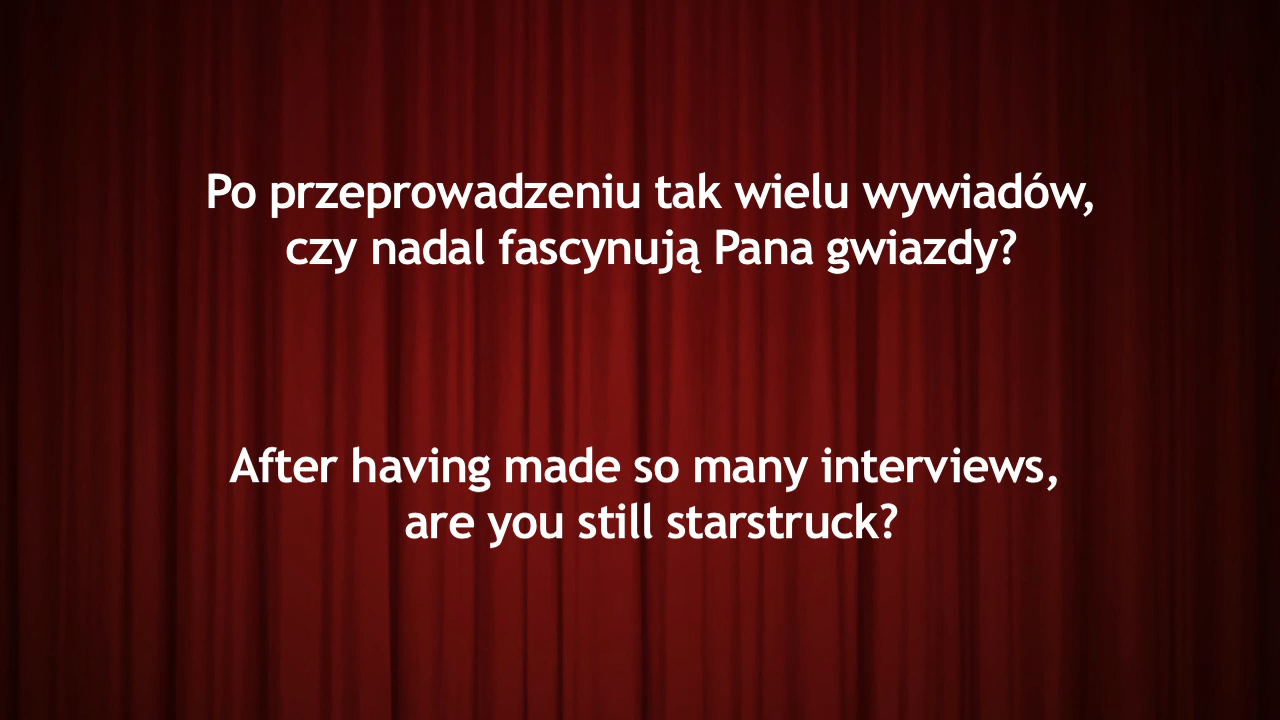 Po przeprowadzeniu tak wielu wywiadów,
czy nadal fascynują Pana gwiazdy?
After having made so many interviews,
are you still starstruck?